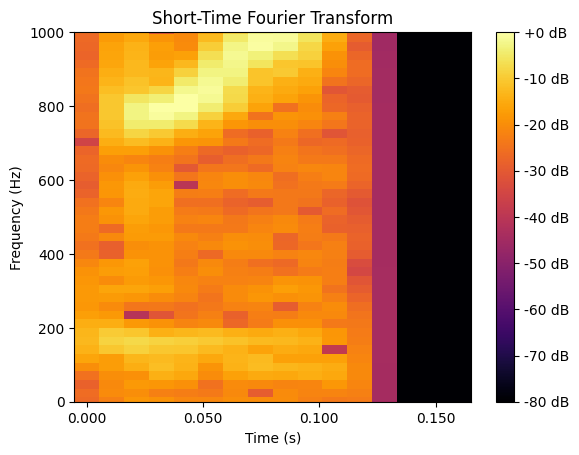 Short-Time Fourier Transform
Frequency (Hz)
1000
800
600
400
200
0
0.000 0.050 0.100 0.150
Time (s)
+0 dB
-10 dB
-20 dB
-30 dB
-40 dB
-50 dB
-60 dB
-70 dB
-80 dB